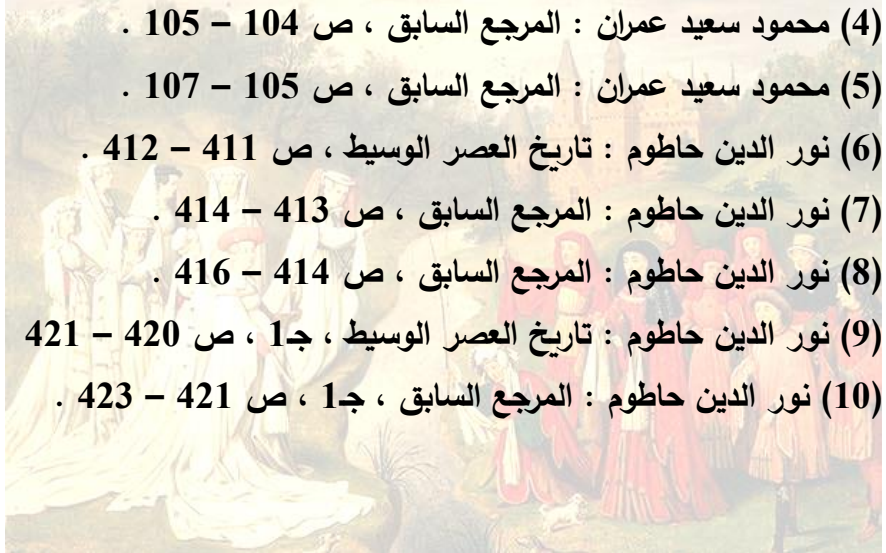 (4) محمود سعيد عمران : المرجع السابق ، ص 104 – 105 .
(5) محمود سعيد عمران : المرجع السابق ، ص 105 – 107 .
(6) نور الدين حاطوم : تاريخ العصر الوسيط ، ص 411 – 412 .
(7) نور الدين حاطوم : المرجع السابق ، ص 413 – 414 .
(8) نور الدين حاطوم : المرجع السابق ، ص 414 – 416 .
(9) نور الدين حاطوم : تاريخ العصر الوسيط ، جـ1 ، ص 420 – 421
(10) نور الدين حاطوم : المرجع السابق ، جـ1 ، ص 421 – 423 .